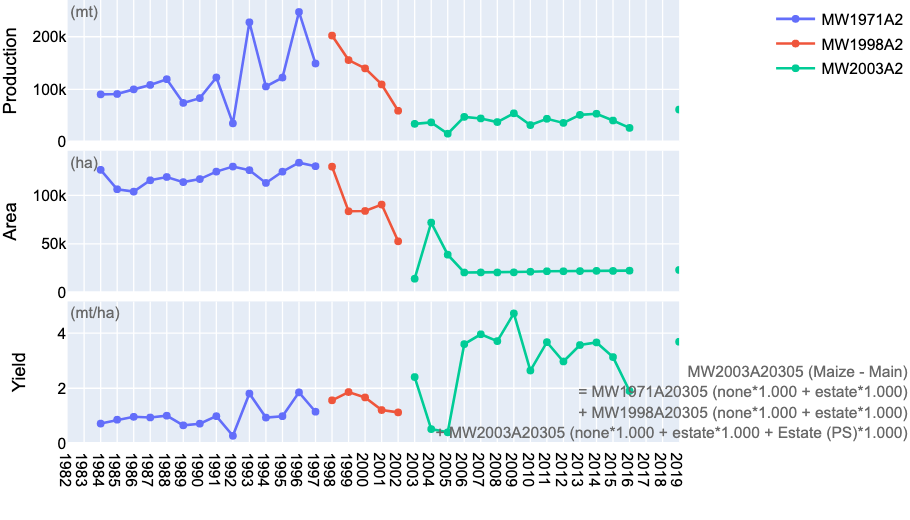 (mt)
200k
100k
0
Production
MW1971A2
MW1998A2
MW2003A2
(ha)
100k
50k
0
Area
(mt/ha)
4
2
0
Yield
MW2003A20305 (Maize - Main)
= MW1971A20305 (none*1.000 + estate*1.000)
+ MW1998A20305 (none*1.000 + estate*1.000)
+ MW2003A20305 (none*1.000 + estate*1.000 + Estate (PS)*1.000)
1982
1983
1984
1985
1986
1987
1988
1989
1990
1991
1992
1993
1994
1995
1996
1997
1998
1999
2000
2001
2002
2003
2004
2005
2006
2007
2008
2009
2010
2011
2012
2013
2014
2015
2016
2017
2018
2019